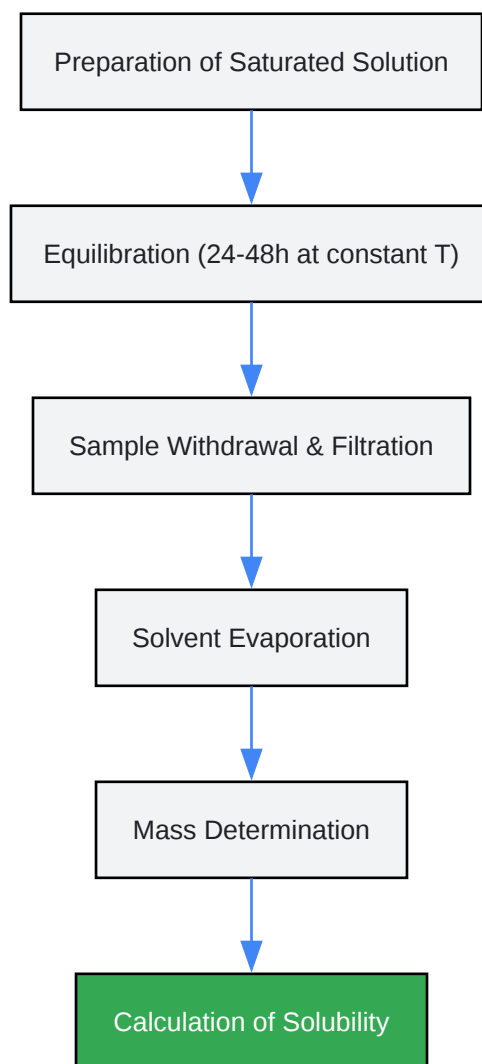 Preparation of Saturated Solution
Equilibration (24-48h at constant T)
Sample Withdrawal & Filtration
Solvent Evaporation
Mass Determination
Calculation of Solubility